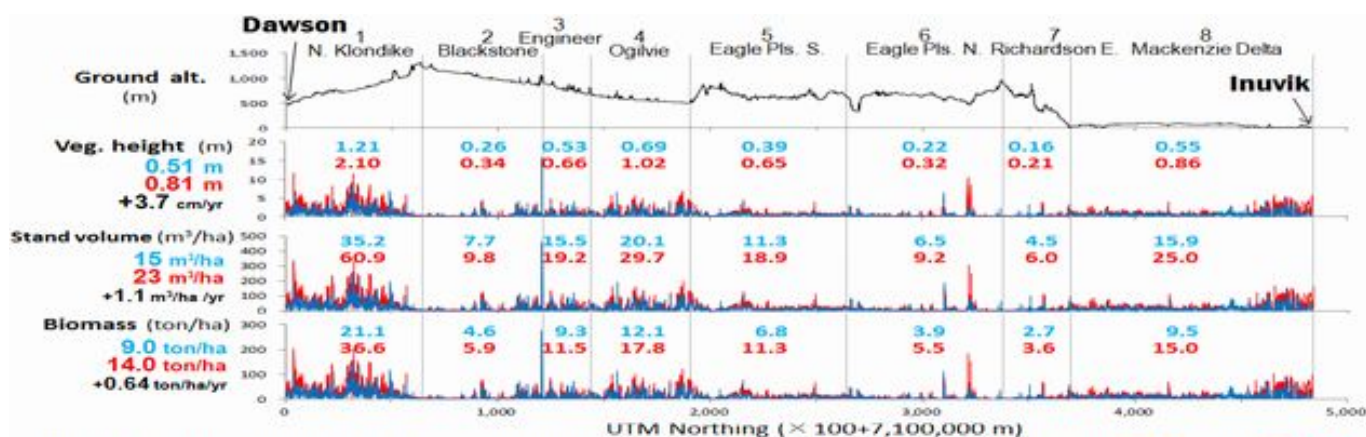 Dawson
1 2 3 4 5 6 7 8
N. Klondike Blackstone Engineer Ogilvie Eagle Pls. S. Eagle Pls. N. Richardson E. Mackenzie Delta
Ground alt.
(m)
1,500
1,000
500
0
Inuvik
Veg. height (m)
0.51 m
0.81 m
+3.7 cm/yr
20
15
10
5
0
1.21 0.26 0.53 0.69 0.39 0.22 0.16 0.55
2.10 0.34 0.66 1.02 0.65 0.32 0.21 0.86
Stand volume (m³/ha)
15 m³/ha
23 m³/ha
+1.1 m³/ha /yr
500
400
300
200
100
0
35.2 7.7 15.5 20.1 11.3 6.5 4.5 15.9
60.9 9.8 19.2 29.7 18.9 9.2 6.0 25.0
Biomass (ton/ha)
9.0 ton/ha
14.0 ton/ha
+0.64 ton/ha/yr
300
200
100
0
21.1 4.6 9.3 12.1 6.8 3.9 2.7 9.5
36.6 5.9 11.5 17.8 11.3 5.5 3.6 15.0
0 1,000 2,000 3,000 4,000 5,000
UTM Northing (×100+7,100,000 m)